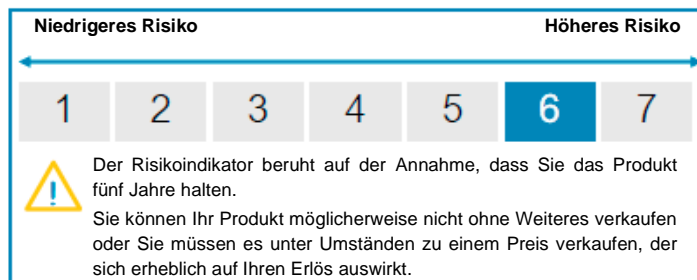 Niedrigeres Risiko Höheres Risiko
1 2 3 4 5 6 7
Der Risikoindikator beruht auf der Annahme, dass Sie das Produkt
fünf Jahre halten.
Sie können Ihr Produkt möglicherweise nicht ohne Weiteres verkaufen
oder Sie müssen es unter Umständen zu einem Preis verkaufen, der
sich erheblich auf Ihren Erlös auswirkt.